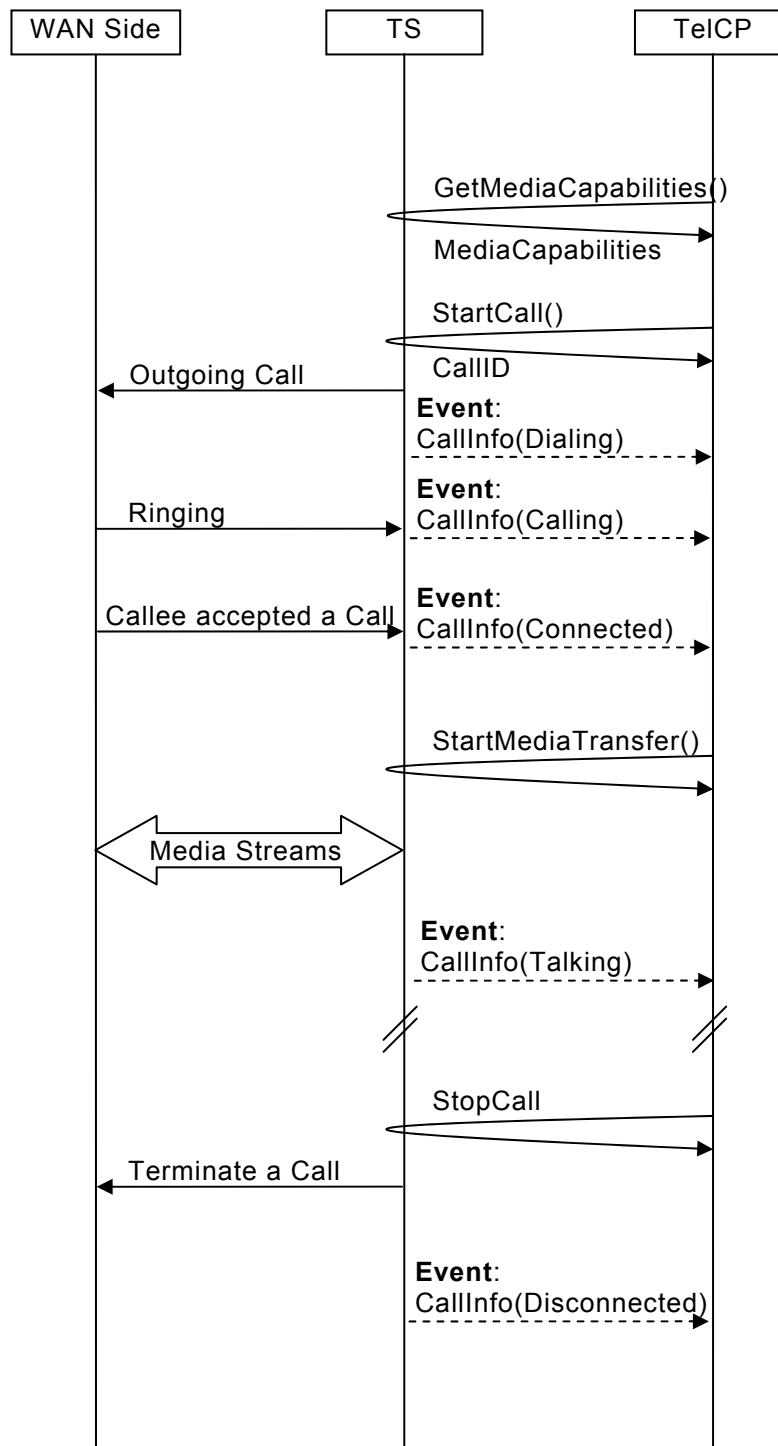 WAN Side
TS
TelCP
GetMediaCapabilities()
MediaCapabilities
StartCall()
CallID
Outgoing Call
Event:
CallInfo(Dialing)
Ringing
Event:
CallInfo(Calling)
Callee accepted a Call
Event:
CallInfo(Connected)
StartMediaTransfer()
Media Streams
Event:
CallInfo(Talking)
StopCall
Terminate a Call
Event:
CallInfo(Disconnected)